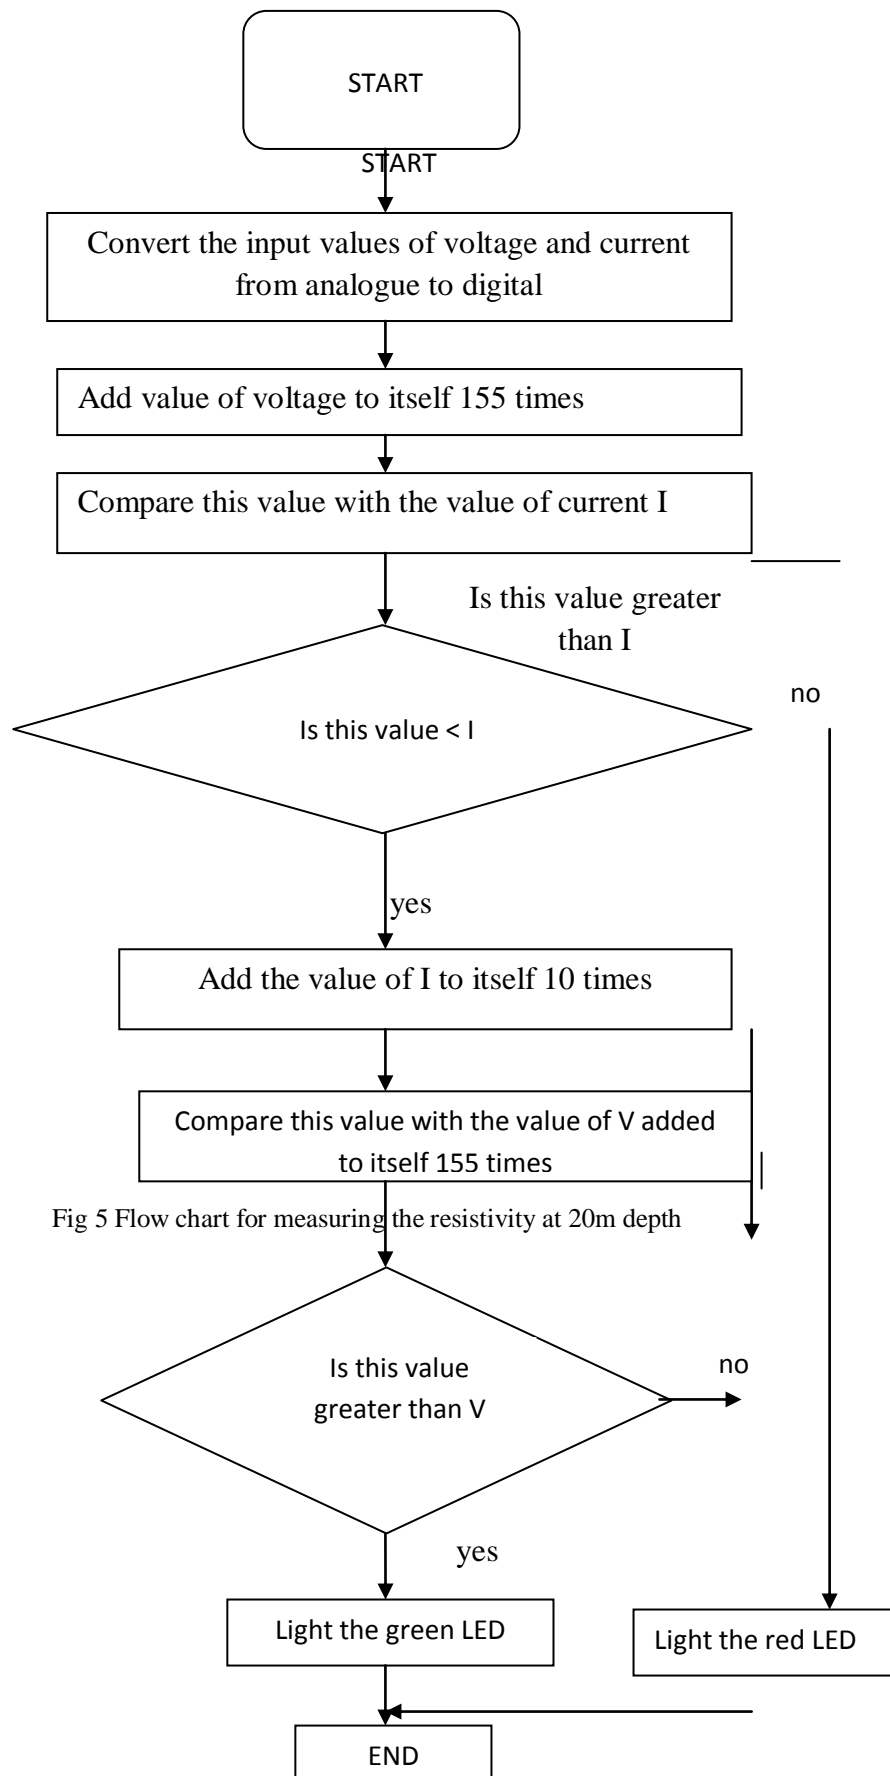 START
START
Convert the input values of voltage and current
from analogue to digital
Add value of voltage to itself 155 times
Compare this value with the value of current I
Is this value greater
than I
no
Is this value < I
yes
Add the value of I to itself 10 times
Compare this value with the value of V added
to itself 155 times
Fig 5 Flow chart for measuring the resistivity at 20m depth
Is this value
greater than V
no
yes
Light the green LED
Light the red LED
END